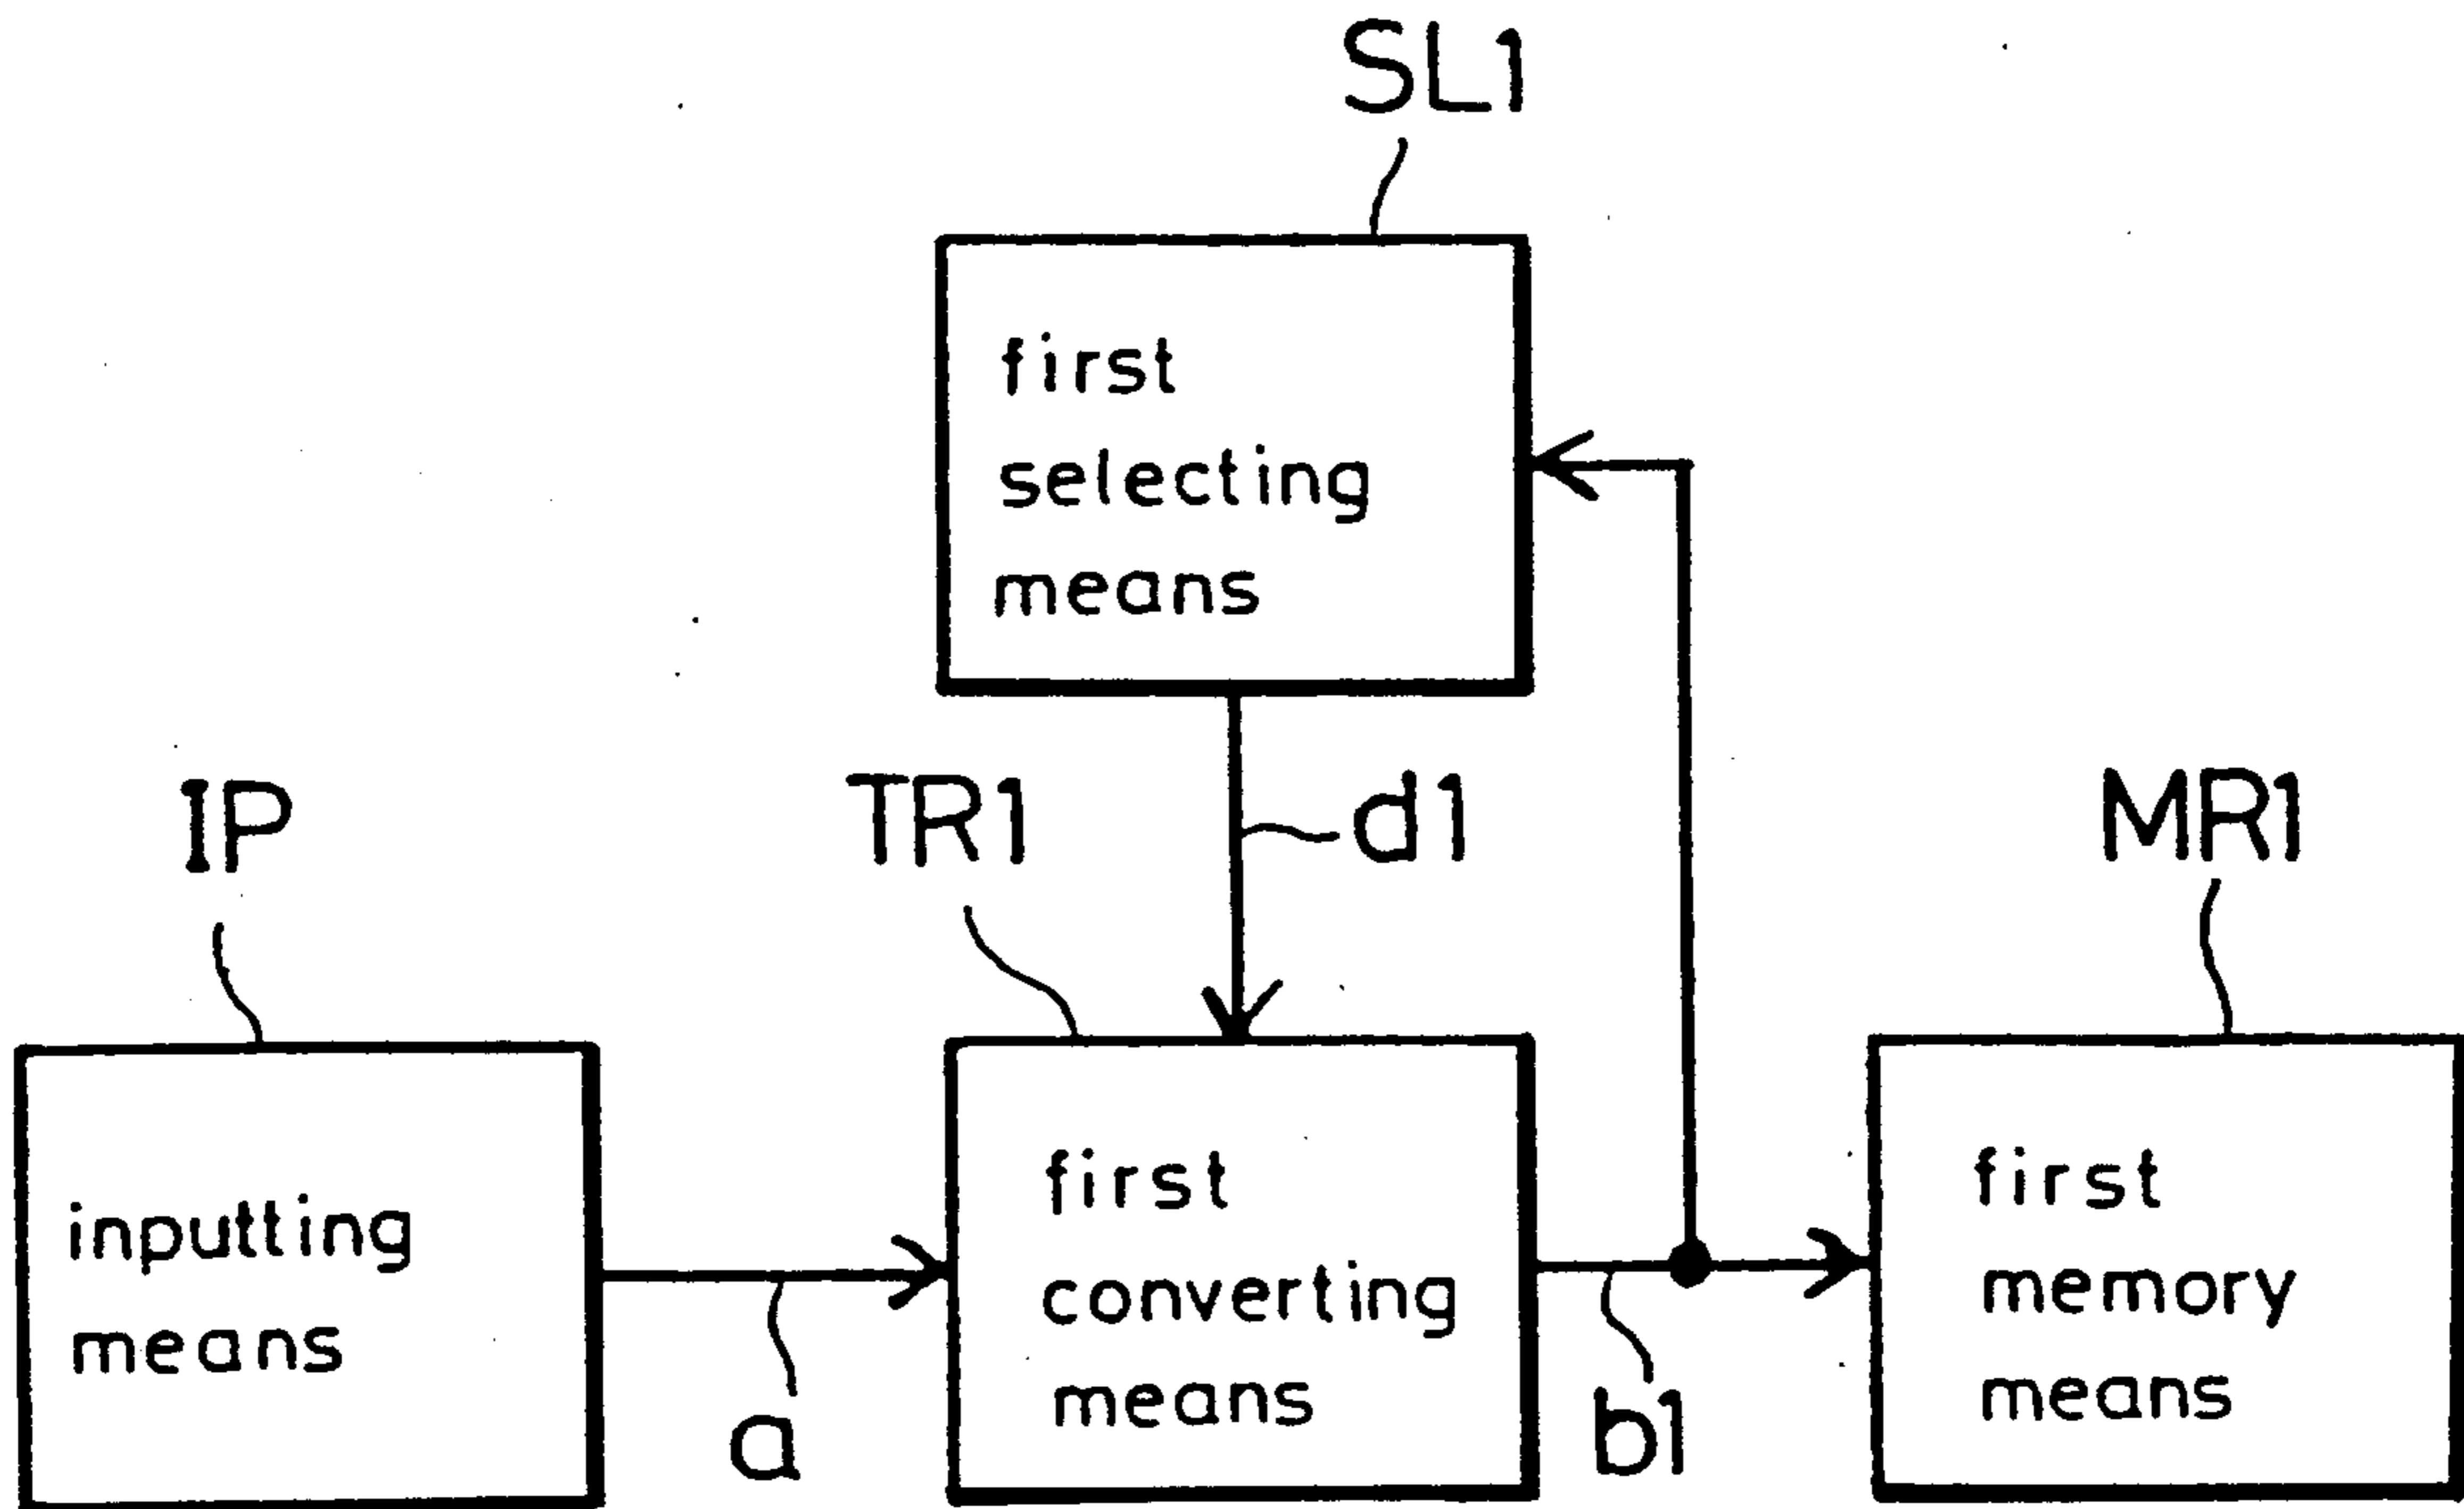 SL1
first
selecting
means
IP
TR1
d1
MR1
inputting
means
a
first
converting
means
b1
first
memory
means